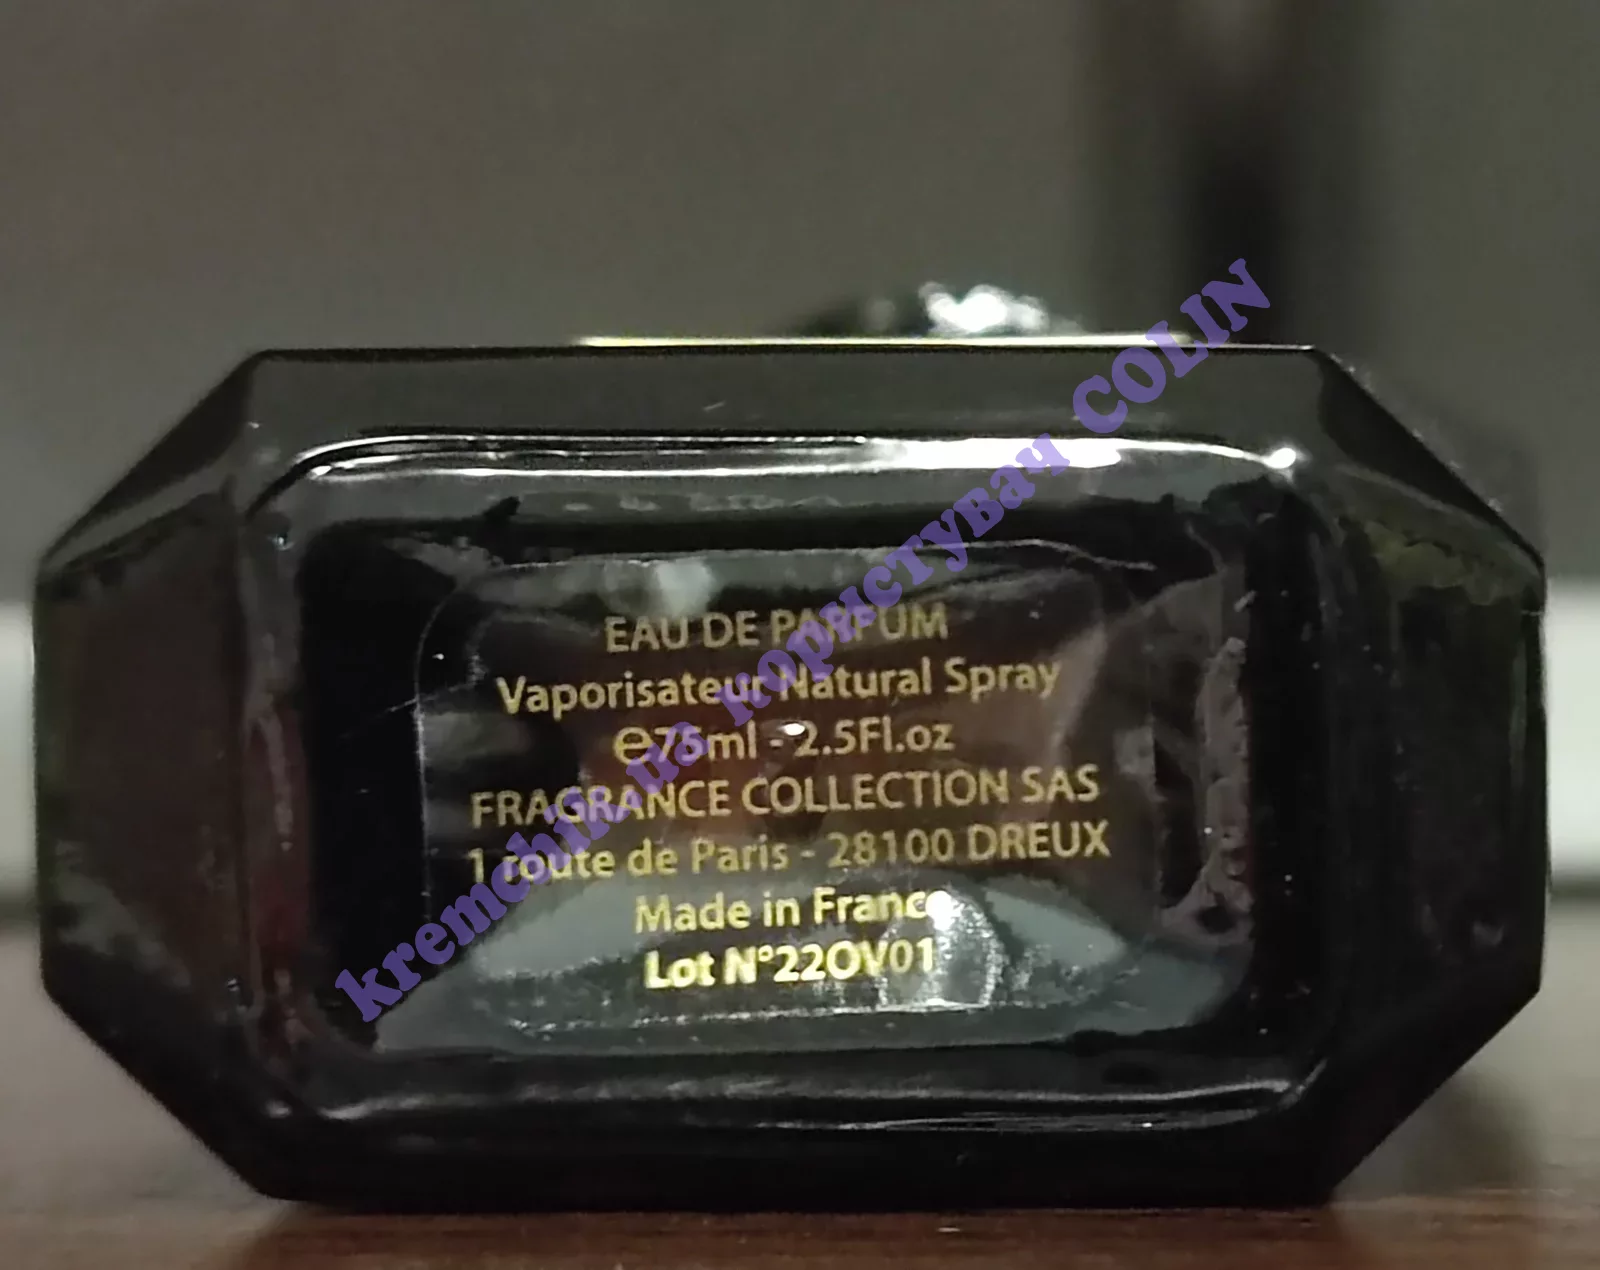 EAU DE PARFUM
Vaporisateur Natural Spray
℮75ml - 2.5Fl.oz
FRAGRANCE COLLECTION SAS
1 route de Paris - 28100 DREUX
Made in France
Lot N°22OV01
kremchik.ua користувач COLIN